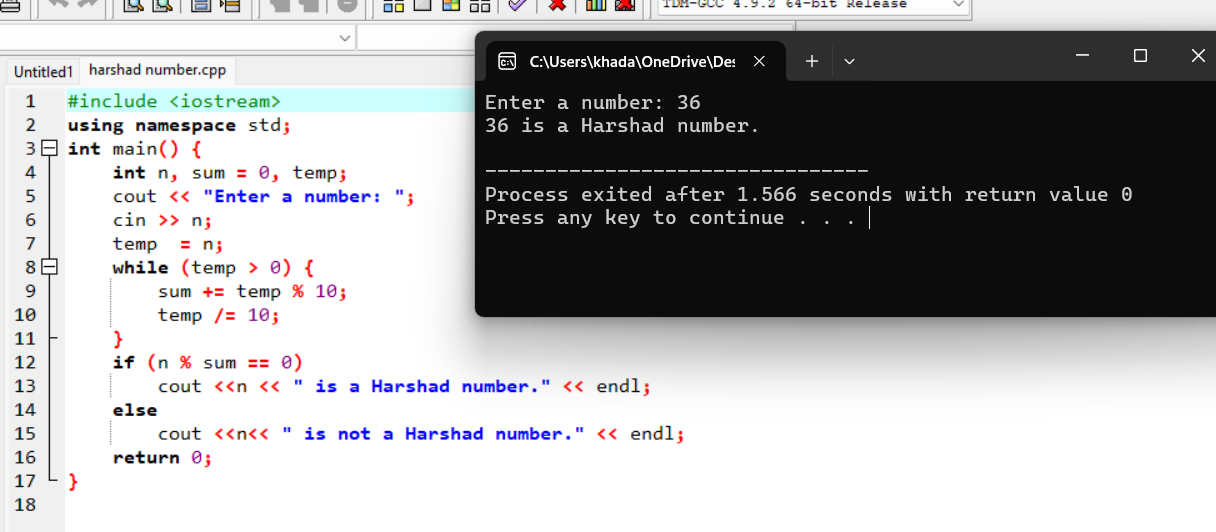 TDM-GCC 4.9.2 64-bit Release
Untitled1 harshad number.cpp
1 #include <iostream>
2 using namespace std;
3 int main() {
4 int n, sum = 0, temp;
5 cout << "Enter a number: ";
6 cin >> n;
7 temp  = n;
8 while (temp > 0) {
9 sum += temp % 10;
10 temp /= 10;
11 }
12 if (n % sum == 0)
13 cout <<n << " is a Harshad number." << endl;
14 else
15 cout <<n<< " is not a Harshad number." << endl;
16 return 0;
17 }
18
C:\Users\khada\OneDrive\Des
Enter a number: 36
36 is a Harshad number.
--------------------------------
Process exited after 1.566 seconds with return value 0
Press any key to continue . . .